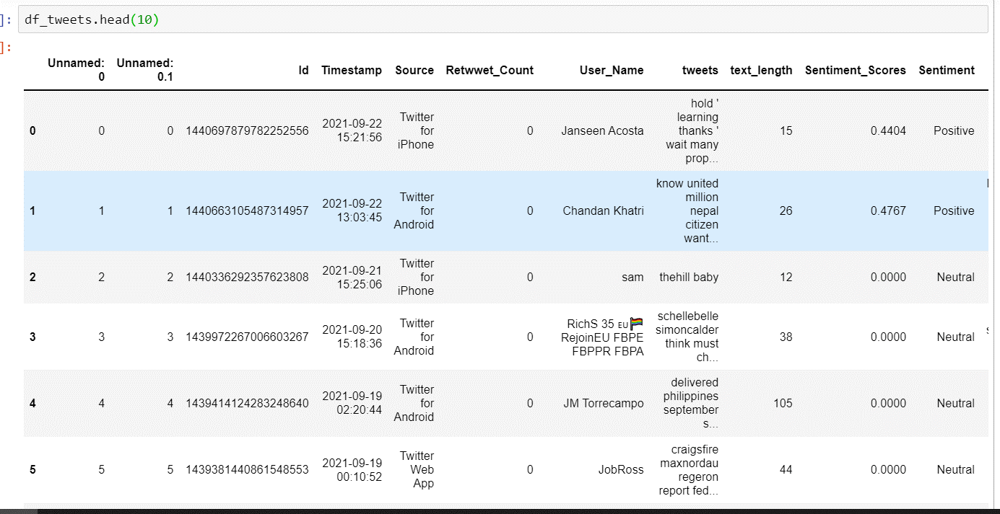 ]: df_tweets.head(10)
]:
Unnamed: 0 Unnamed: 0.1 Id Timestamp Source Retwwet_Count User_Name tweets text_length Sentiment_Scores Sentiment
0 0 0 1440697879782252556 2021-09-22 15:21:56 Twitter for iPhone 0 Janseen Acosta hold ' learning thanks ' wait many prop... 15 0.4404 Positive
1 1 1 1440663105487314957 2021-09-22 13:03:45 Twitter for Android 0 Chandan Khatri know united million nepal citizen want... 26 0.4767 Positive
2 2 2 1440336292357623808 2021-09-21 15:25:06 Twitter for iPhone 0 sam thehill baby 12 0.0000 Neutral
3 3 3 1439972267006603267 2021-09-20 15:18:36 Twitter for Android 0 RichS 35 ᴇᴜ🏳️‍🌈 RejoinEU FBPE FBPPR FBPA schellebelle simoncalder think must ch... 38 0.0000 Neutral
4 4 4 1439414124283248640 2021-09-19 02:20:44 Twitter for Android 0 JM Torrecampo delivered philippines september s... 105 0.0000 Neutral
5 5 5 1439381440861548553 2021-09-19 00:10:52 Twitter Web App 0 JobRoss craigsfire maxnordau regeron report fed... 44 0.0000 Neutral